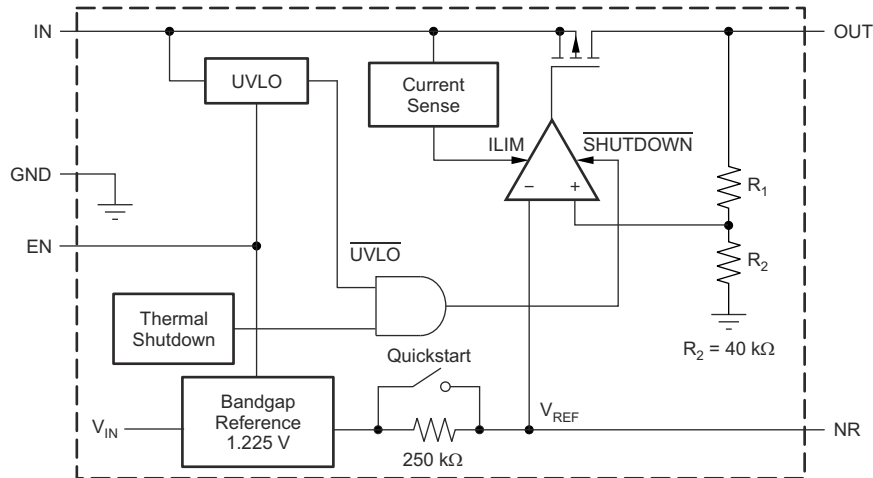 IN
OUT
UVLO
Current
Sense
ILIM
SHUTDOWN
GND
−
+
R1
EN
UVLO
R2
Thermal
Shutdown
R2 = 40 kΩ
Quickstart
Bandgap
Reference
1.225 V
VIN
VREF
NR
250 kΩ